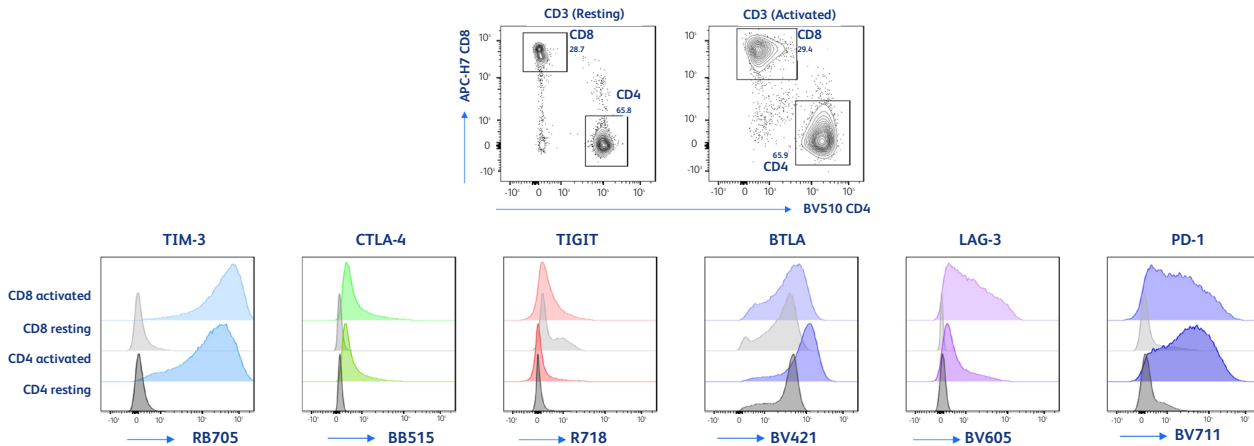 CD3 (Resting)
CD3 (Activated)
APC-H7 CD8
CD8
28.7
CD4
65.8
CD8
29.4
65.9
CD4
BV510 CD4
TIM-3
CTLA-4
TIGIT
BTLA
LAG-3
PD-1
CD8 activated
CD8 resting
CD4 activated
CD4 resting
RB705
BB515
R718
BV421
BV605
BV711